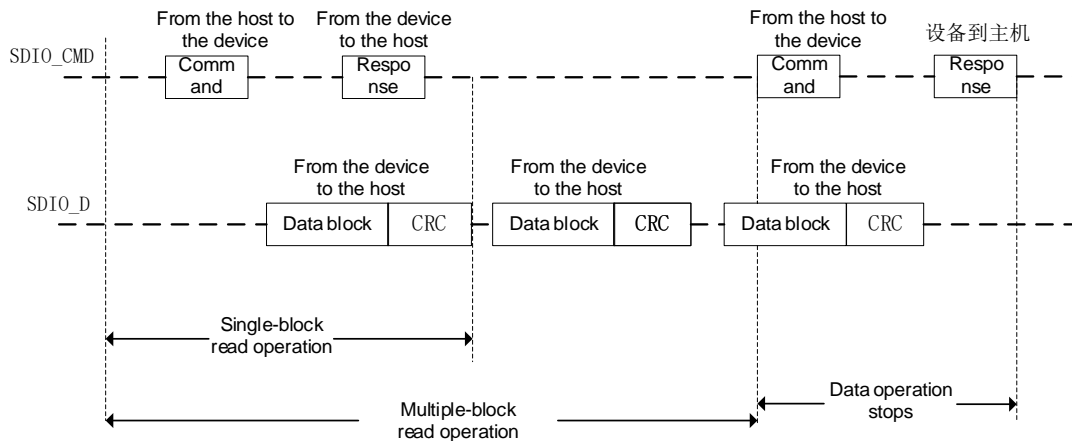 From the host to
the device
From the device
to the host
From the host to
the device
设备到主机
SDIO_CMD
Comm
and
Respo
nse
Comm
and
Respo
nse
From the device
to the host
From the device
to the host
From the device
to the host
SDIO_D
Data block
CRC
Data block
CRC
Data block
CRC
Single-block
read operation
Multiple-block
read operation
Data operation
stops